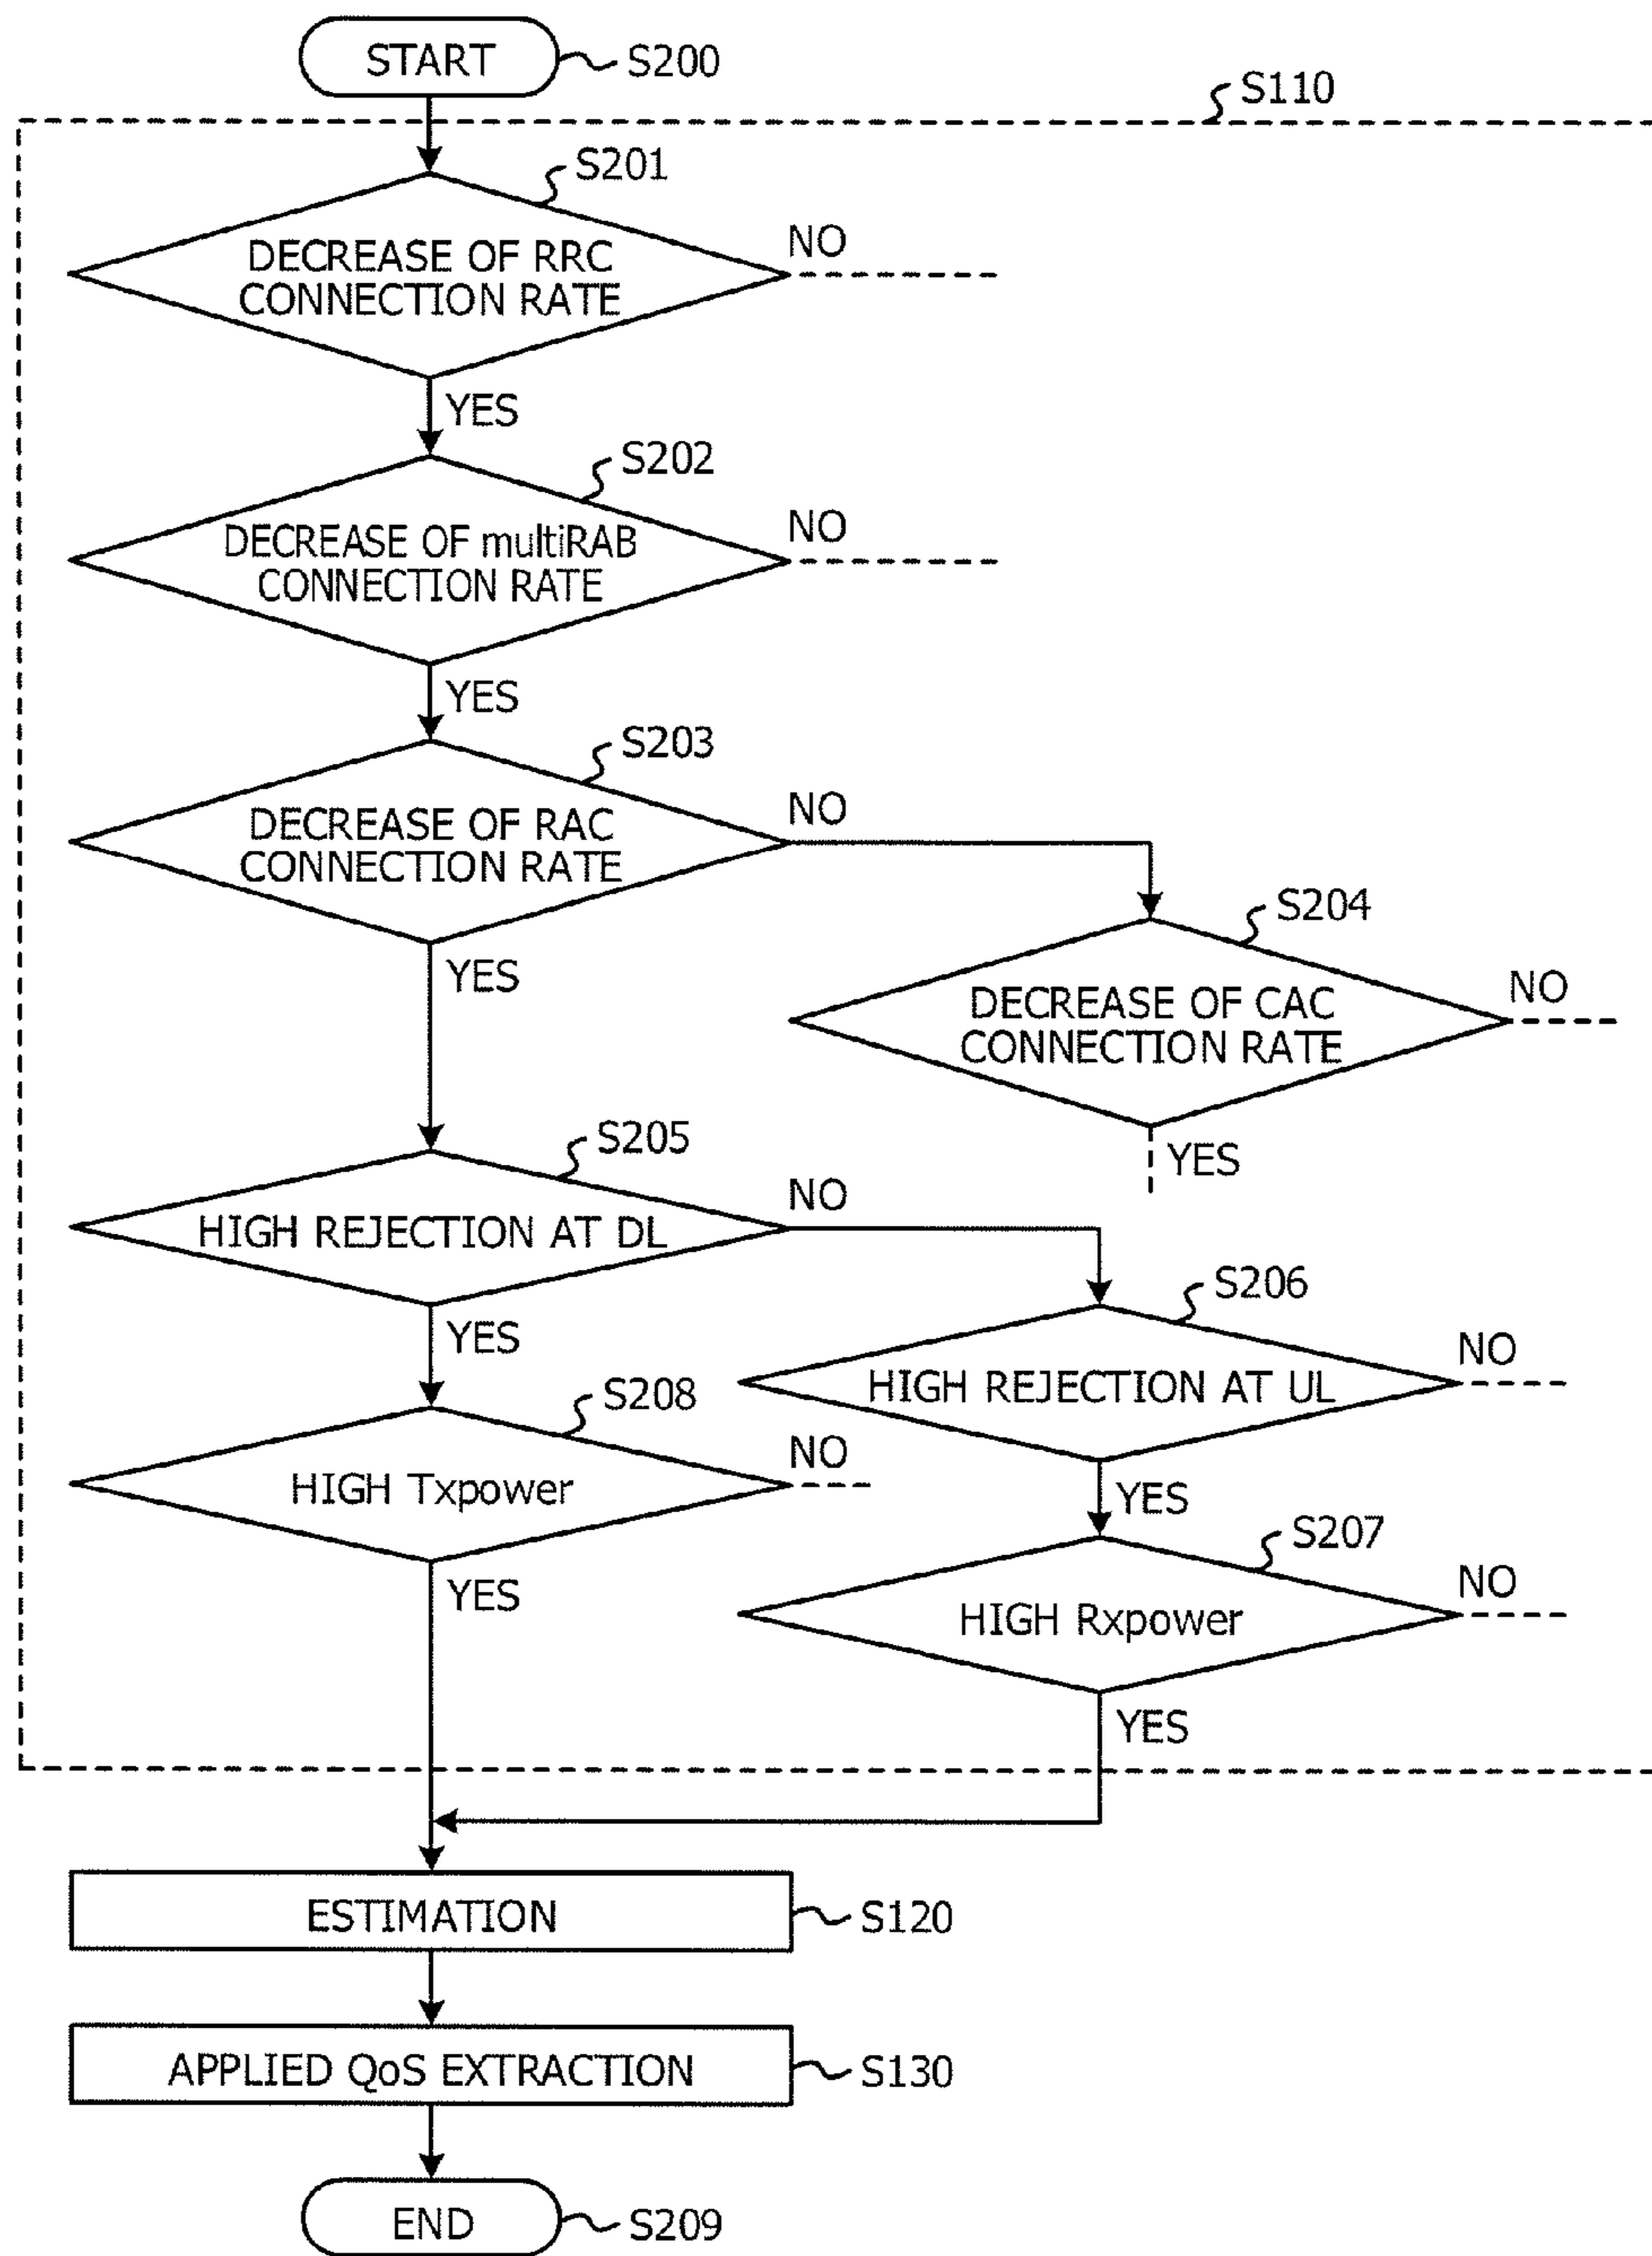 START
S200
S110
S201
DECREASE OF RRC
CONNECTION RATE
NO
YES
S202
DECREASE OF multiRAB
CONNECTION RATE
NO
YES
S203
DECREASE OF RAC
CONNECTION RATE
NO
YES
S204
DECREASE OF CAC
CONNECTION RATE
NO
YES
S205
HIGH REJECTION AT DL
NO
YES
S206
HIGH REJECTION AT UL
NO
YES
S208
HIGH Txpower
NO
YES
S207
HIGH Rxpower
NO
YES
ESTIMATION
S120
APPLIED QoS EXTRACTION
S130
END
S209